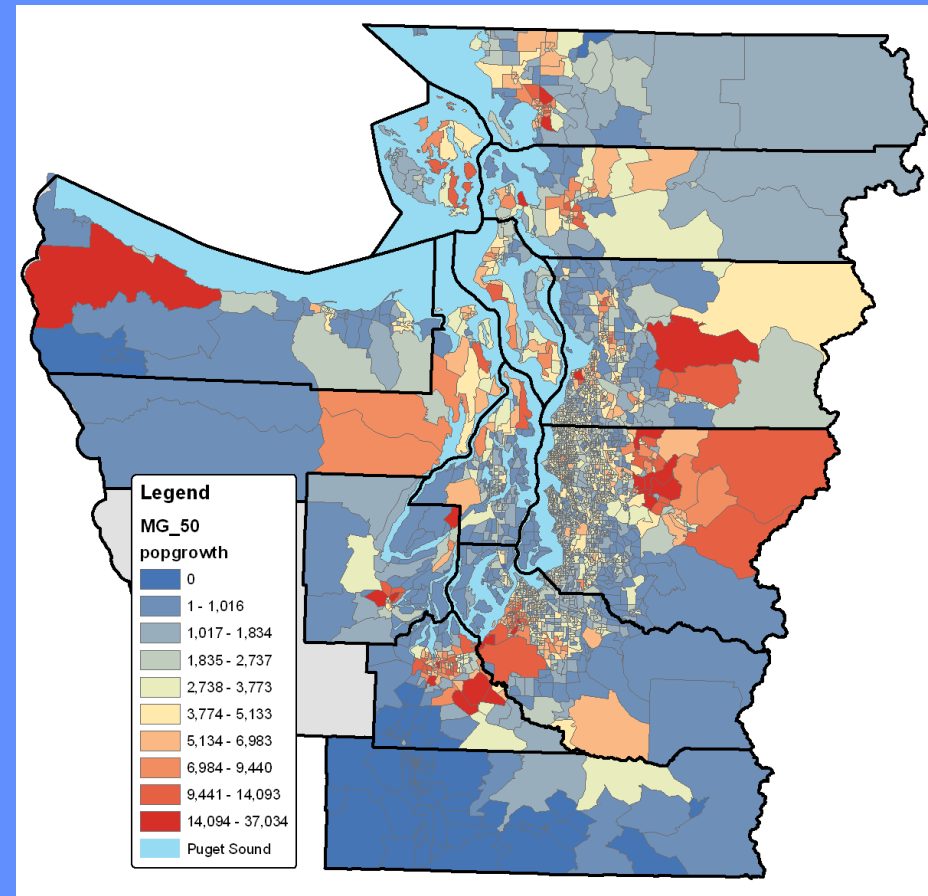 Legend
MG_50
popgrowth
0
1 - 1,016
1,017 - 1,834
1,835 - 2,737
2,738 - 3,773
3,774 - 5,133
5,134 - 6,983
6,984 - 9,440
9,441 - 14,093
14,094 - 37,034
Puget Sound